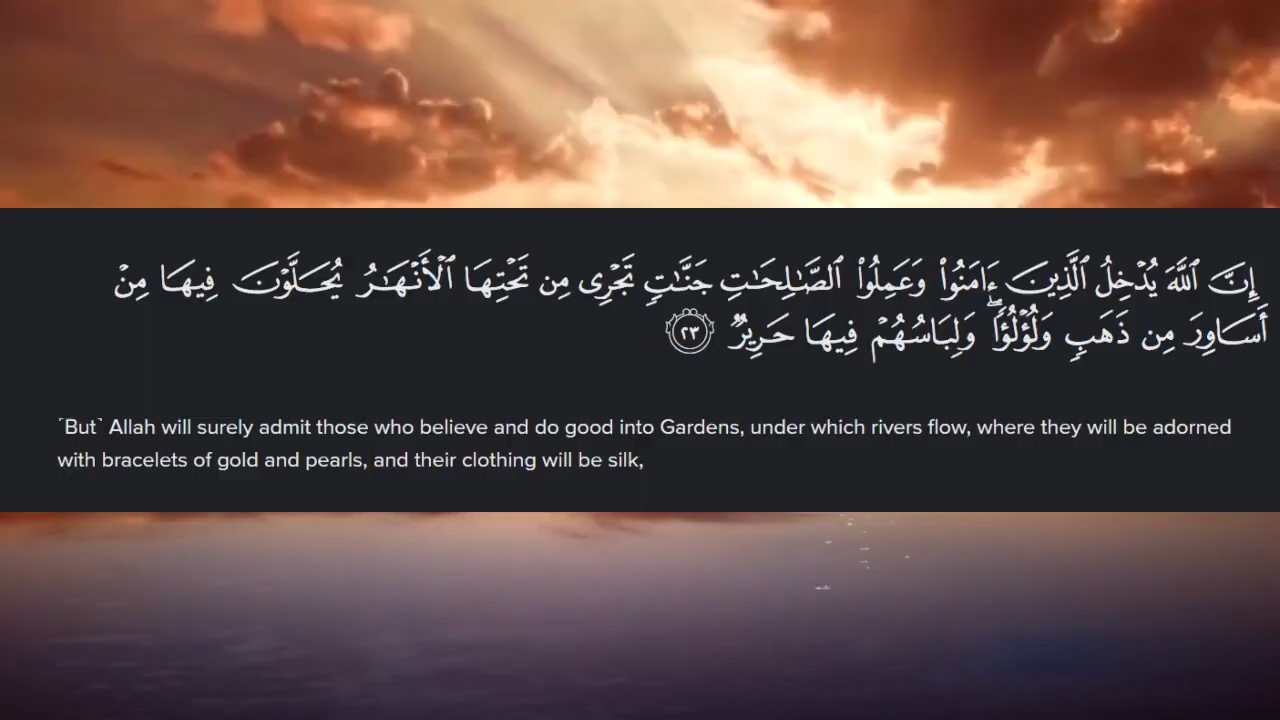 إِنَّ ٱللَّهَ يُدْخِلُ ٱلَّذِينَ ءَامَنُوا۟ وَعَمِلُوا۟ ٱلصَّـٰلِحَـٰتِ جَنَّـٰتٍۢ تَجْرِى مِن تَحْتِهَا ٱلْأَنْهَـٰرُ يُحَلَّوْنَ فِيهَا مِنْ
أَسَاوِرَ مِن ذَهَبٍۢ وَلُؤْلُؤًۭا ۖ وَلِبَاسُهُمْ فِيهَا حَرِيرٌۭ ٢٣
˹But˺ Allah will surely admit those who believe and do good into Gardens, under which rivers flow, where they will be adorned
with bracelets of gold and pearls, and their clothing will be silk,